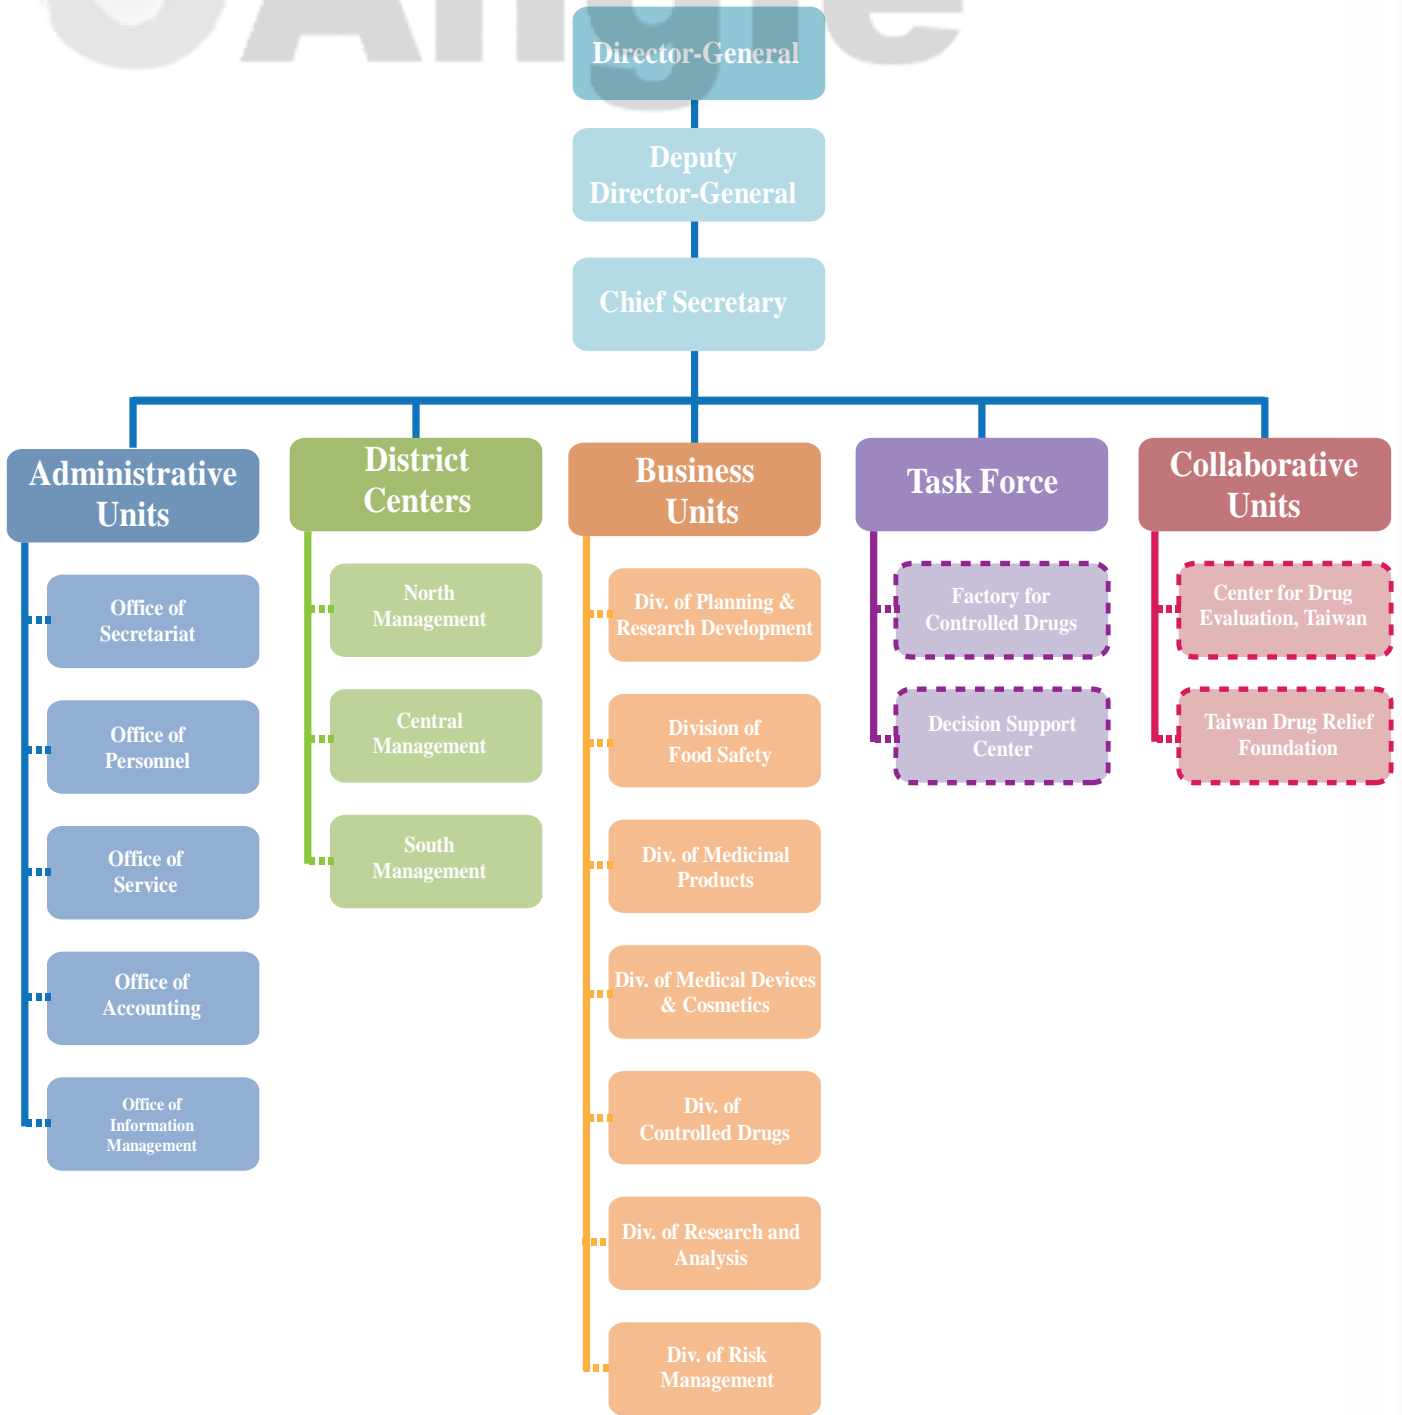 Angle
Director-General
Deputy
Director-General
Chief Secretary
Administrative
Units
Office of
Secretariat
Office of
Personnel
Office of
Service
Office of
Accounting
Office of
Information
Management
District
Centers
North
Management
Central
Management
South
Management
Business
Units
Div. of Planning &
Research Development
Division of
Food Safety
Div. of Medicinal
Products
Div. of Medical Devices
& Cosmetics
Div. of
Controlled Drugs
Div. of Research and
Analysis
Div. of Risk
Management
Task Force
Factory for
Controlled Drugs
Decision Support
Center
Collaborative
Units
Center for Drug
Evaluation, Taiwan
Taiwan Drug Relief
Foundation